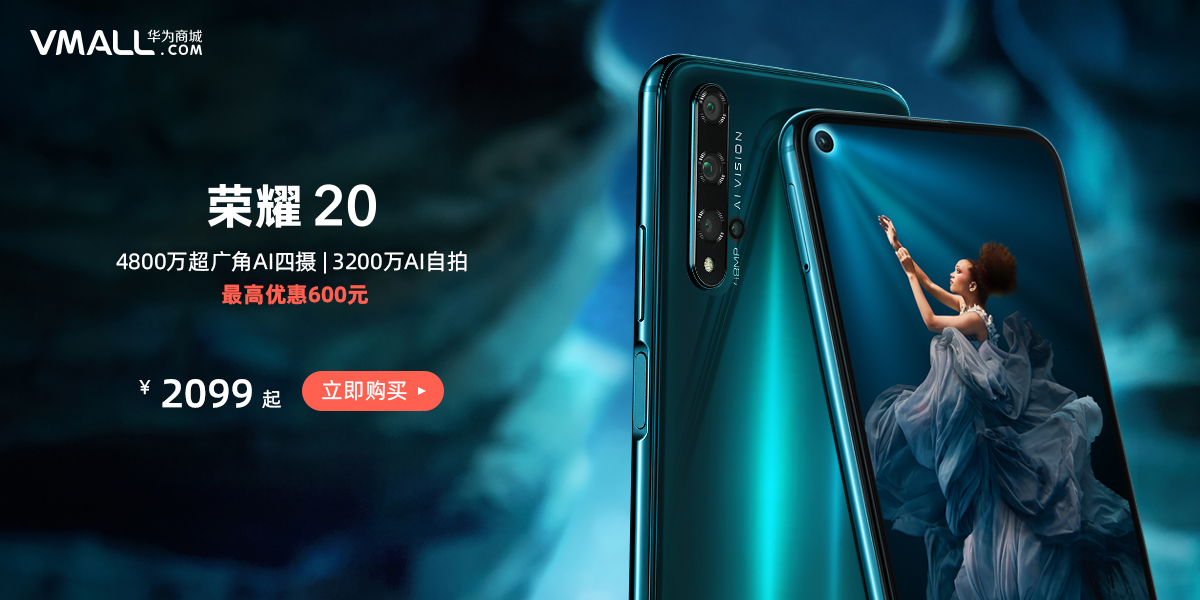 VMALL 华为商城
.COM
荣耀 20
4800万超广角AI四摄 | 3200万AI自拍
最高优惠600元
¥ 2099 起
立即购买
48MP AI VISION